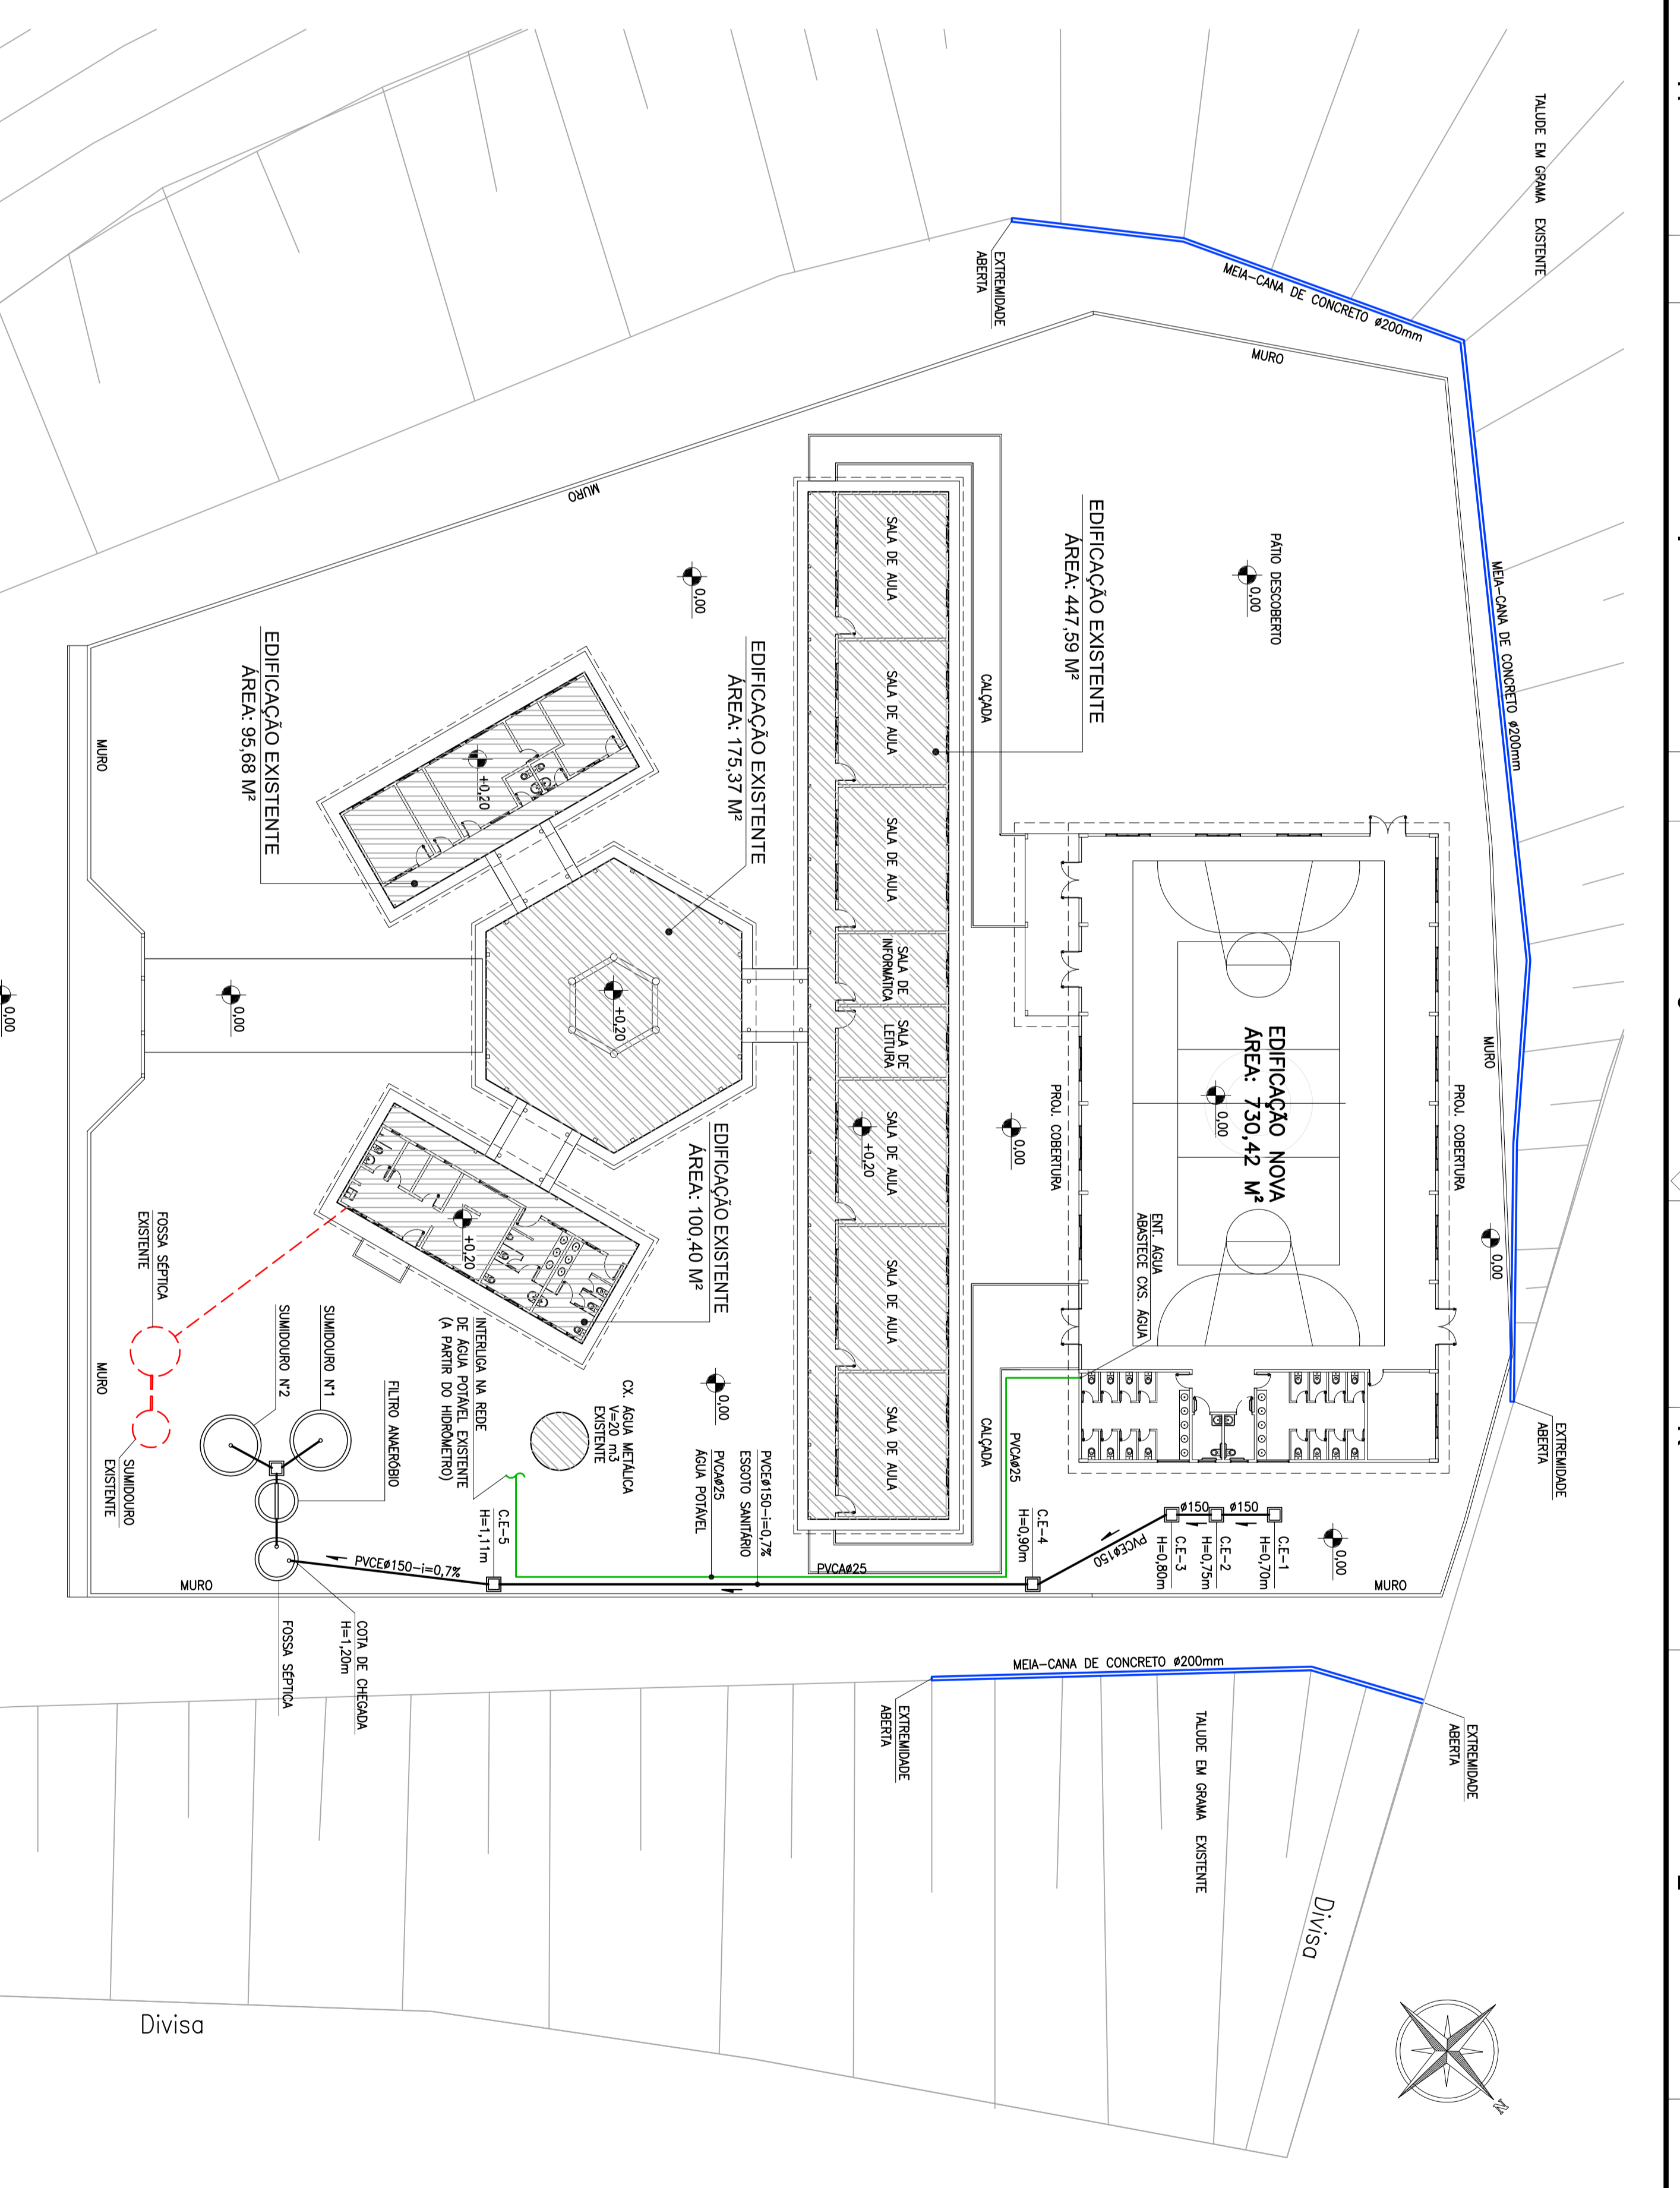 TALUDE EM GRAMA EXISTENTE
EXTREMIDADE
ABERTA
MEIA-CANA DE CONCRETO ø200mm
MURO
MEIA-CANA DE CONCRETO ø200mm
MURO
PÁTIO DESCOBERTO
0,00
EDIFICAÇÃO EXISTENTE
ÁREA: 447,59 M²
CALÇADA
0,00
MURO
SALA DE AULA
SALA DE AULA
SALA DE AULA
SALA DE
INFORMÁTICA
SALA DE
LEITURA
SALA DE AULA
+0,20
SALA DE AULA
SALA DE AULA
EDIFICAÇÃO EXISTENTE
ÁREA: 175,37 M²
+0,20
EDIFICAÇÃO EXISTENTE
ÁREA: 95,68 M²
+0,20
MURO
0,00
0,00
EDIFICAÇÃO NOVA
ÁREA: 730,42 M²
0,00
PROJ. COBERTURA
PROJ. COBERTURA
MURO
0,00
0,00
ENT. ÁGUA
ABASTECE CXS. ÁGUA
EXTREMIDADE
ABERTA
EDIFICAÇÃO EXISTENTE
ÁREA: 100,40 M²
+0,20
0,00
FOSSA SÉPTICA
EXISTENTE
SUMIDOURO
EXISTENTE
MURO
SUMIDOURO N°1
SUMIDOURO N°2
FILTRO ANAERÓBIO
INTERLIGA NA REDE
DE ÁGUA POTÁVEL EXISTENTE
(A PARTIR DO HIDRÔMETRO)
CX. ÁGUA METÁLICA
V=20 m3
EXISTENTE
PVCEø150-i=0,7%
ESGOTO SANITÁRIO
PVCAø25
ÁGUA POTÁVEL
CALÇADA
PVCAø25
PVCAø25
C.E-1
H=0,70m
C.E-2
H=0,75m
C.E-3
H=0,80m
C.E-4
H=0,90m
C.E-5
H=1,11m
ø150
ø150
PVCEø150
PVCEø150-i=0,7%
0,00
MURO
MURO
COTA DE CHEGADA
H=1,20m
FOSSA SÉPTICA
MEIA-CANA DE CONCRETO ø200mm
EXTREMIDADE
ABERTA
EXTREMIDADE
ABERTA
TALUDE EM GRAMA EXISTENTE
Divisa
Divisa
N